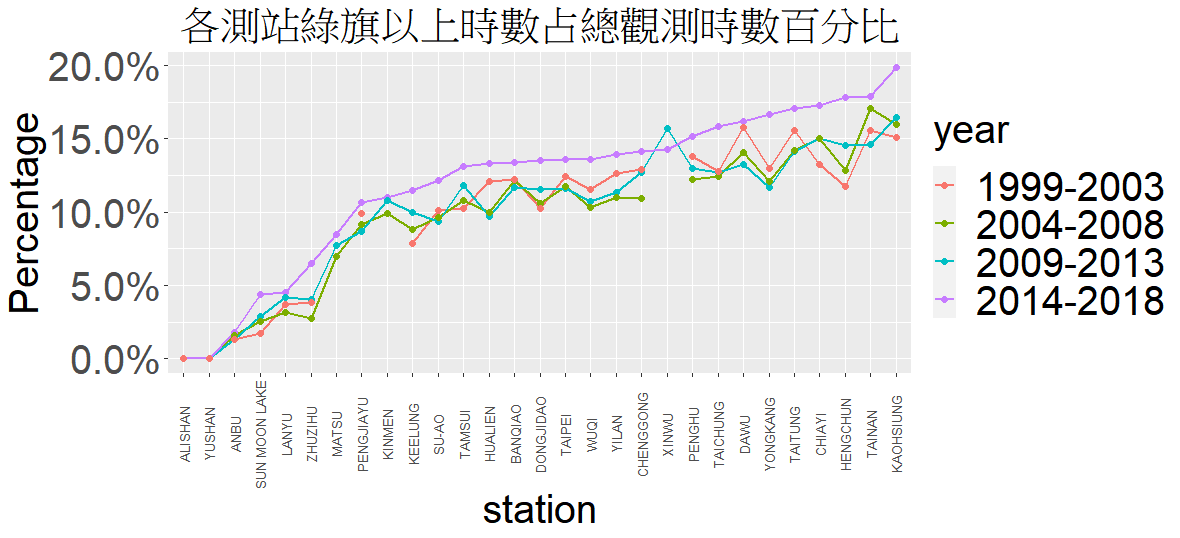 各測站綠旗以上時數占總觀測時數百分比
Percentage
20.0%
15.0%
10.0%
5.0%
0.0%
ALISHAN
YUSHAN
ANBU
SUN MOON LAKE
LANYU
ZHUZIHU
MATSU
PENGJIAYU
KINMEN
KEELUNG
SU-AO
TAMSUI
HUALIEN
BANQIAO
DONGJIDAO
TAIPEI
WUQI
YILAN
CHENGGONG
XINWU
PENGHU
TAICHUNG
DAWU
YONGKANG
TAITUNG
CHIAYI
HENGCHUN
TAINAN
KAOHSIUNG
station
year
1999-2003
2004-2008
2009-2013
2014-2018